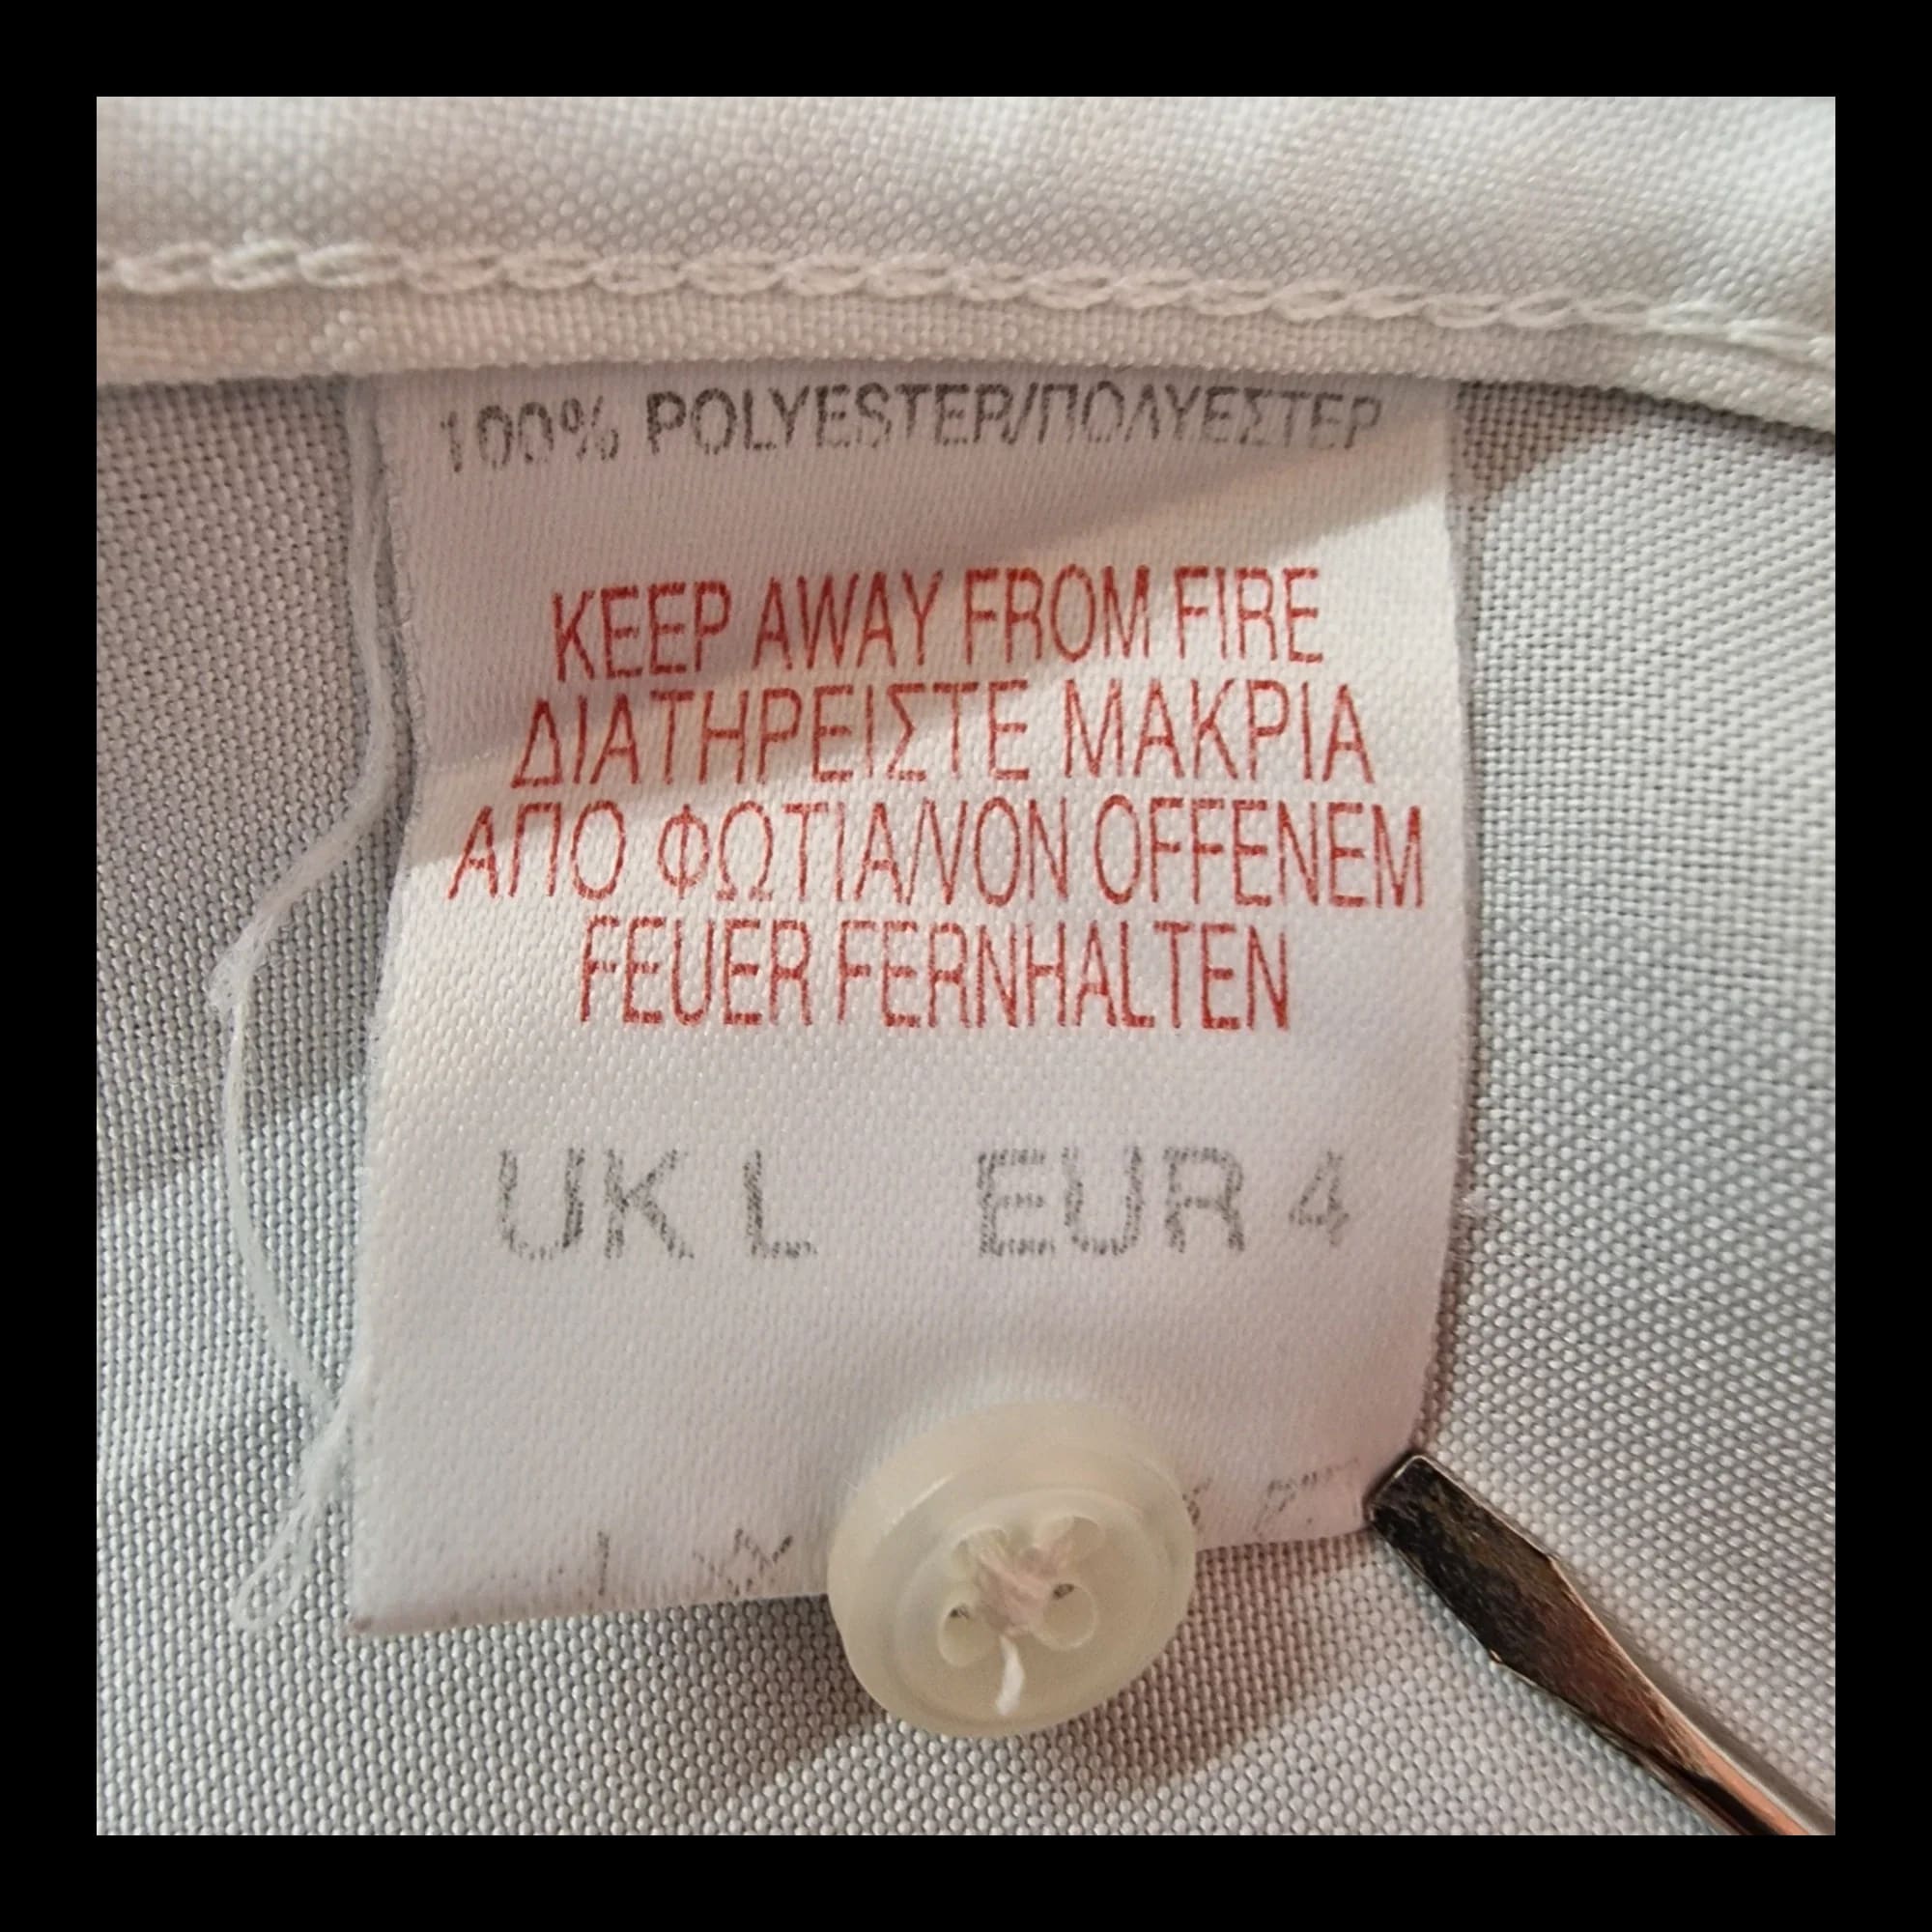 100% POLYESTER/ΠΟΛΥΕΣΤΕΡ
KEEP AWAY FROM FIRE
ΔΙΑΤΗΡΕΙΣΤΕ ΜΑΚΡΙΑ
ΑΠΟ ΦΩΤΙΑ/VON OFFENEM
FEUER FERNHALTEN
UK L EUR 4